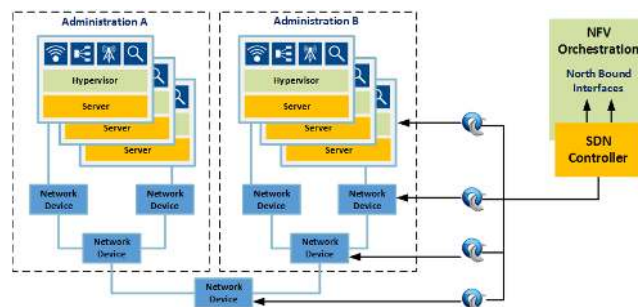 Administration A
Administration B
Hypervisor
Server
Server
Server
Hypervisor
Server
Server
Server
Network
Device
Network
Device
Network
Device
Network
Device
Network
Device
Network
Device
Network
Device
NFV
Orchestration
North Bound
Interfaces
SDN
Controller